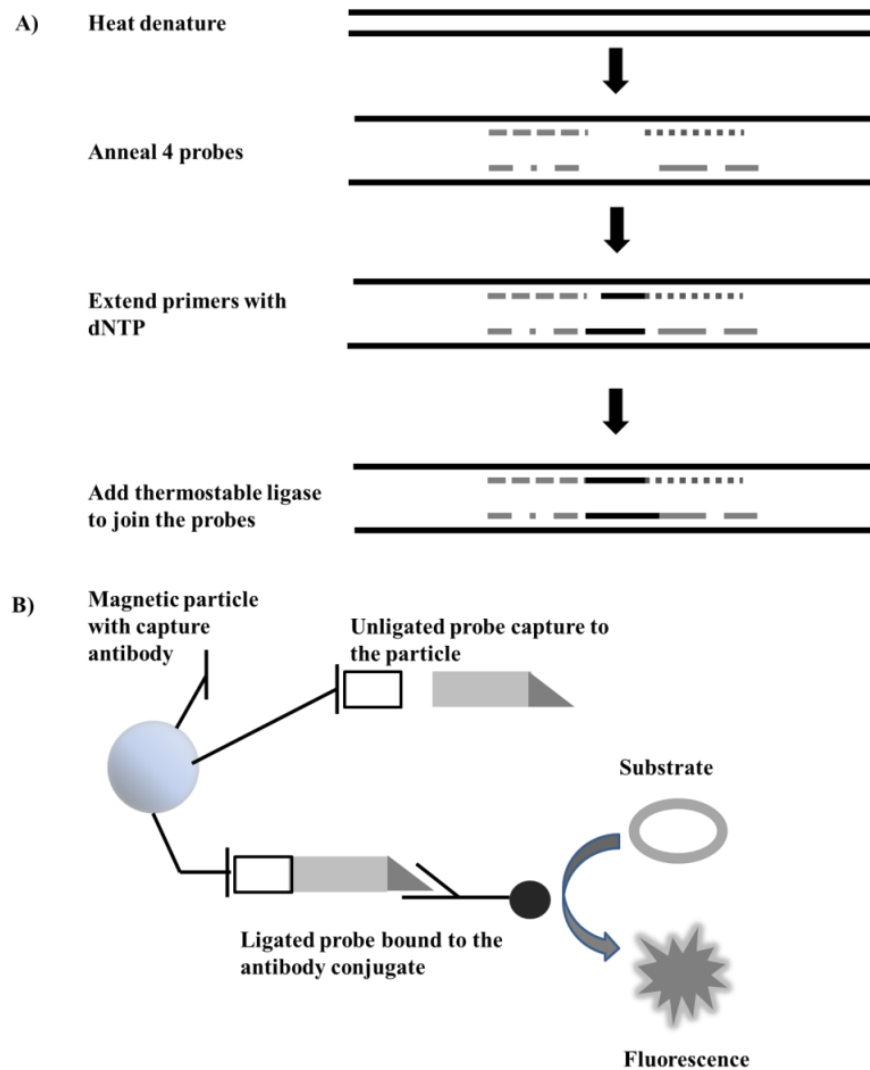 A) Heat denature
Anneal 4 probes
Extend primers with
dNTP
Add thermostable ligase
to join the probes
B) Magnetic particle
with capture
antibody
Unligated probe capture to
the particle
Substrate
Ligated probe bound to the
antibody conjugate
Fluorescence